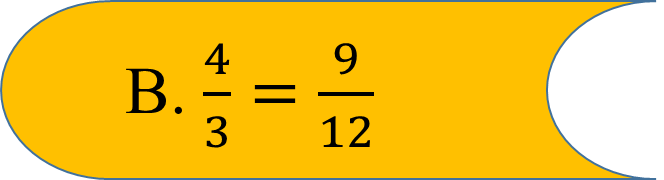 B. 4/3 = 9/12